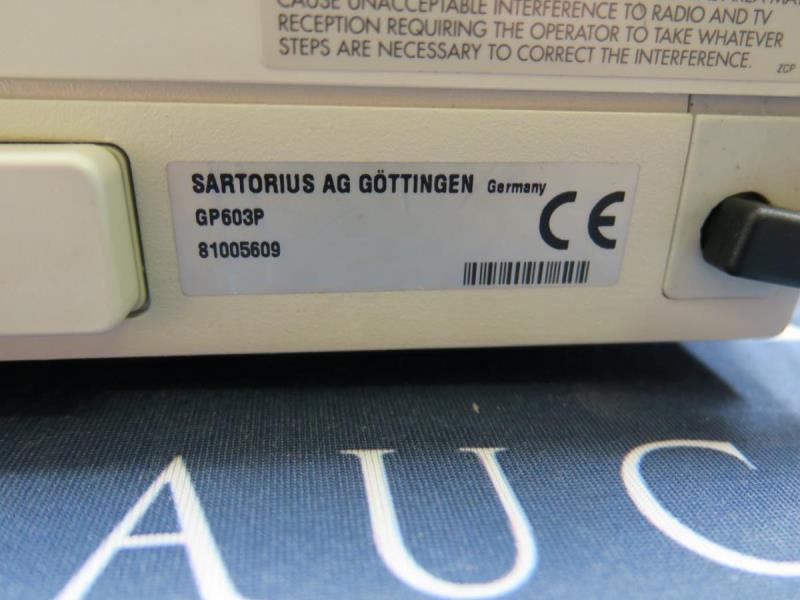 CAUSE UNACCEPTABLE INTERFERENCE TO RADIO AND TV
RECEPTION REQUIRING THE OPERATOR TO TAKE WHATEVER
STEPS ARE NECESSARY TO CORRECT THE INTERFERENCE.
ZGP
SARTORIUS AG GÖTTINGEN Germany
GP603P
CE
81005609
AUC